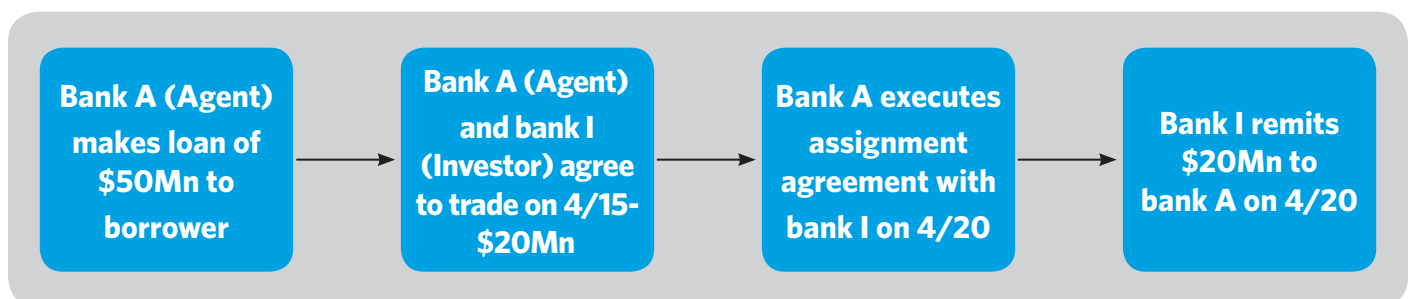 Bank A (Agent)
makes loan of
$50Mn to
borrower
Bank A (Agent)
and bank I
(Investor) agree
to trade on 4/15-
$20Mn
Bank A executes
assignment
agreement with
bank I on 4/20
Bank I remits
$20Mn to
bank A on 4/20